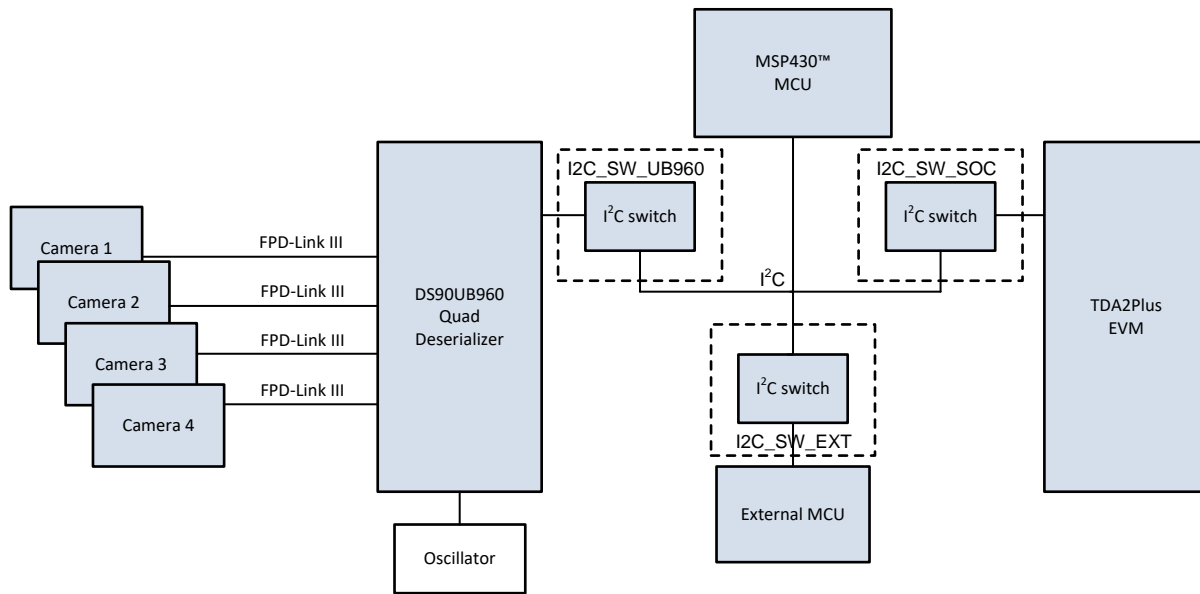 MSP430™
MCU
I2C_SW_UB960
I²C switch
I2C_SW_SOC
I²C switch
Camera 1
FPD-Link III
Camera 2
FPD-Link III
Camera 3
FPD-Link III
Camera 4
FPD-Link III
DS90UB960
Quad
Deserializer
I²C
TDA2Plus
EVM
I²C switch
I2C_SW_EXT
External MCU
Oscillator